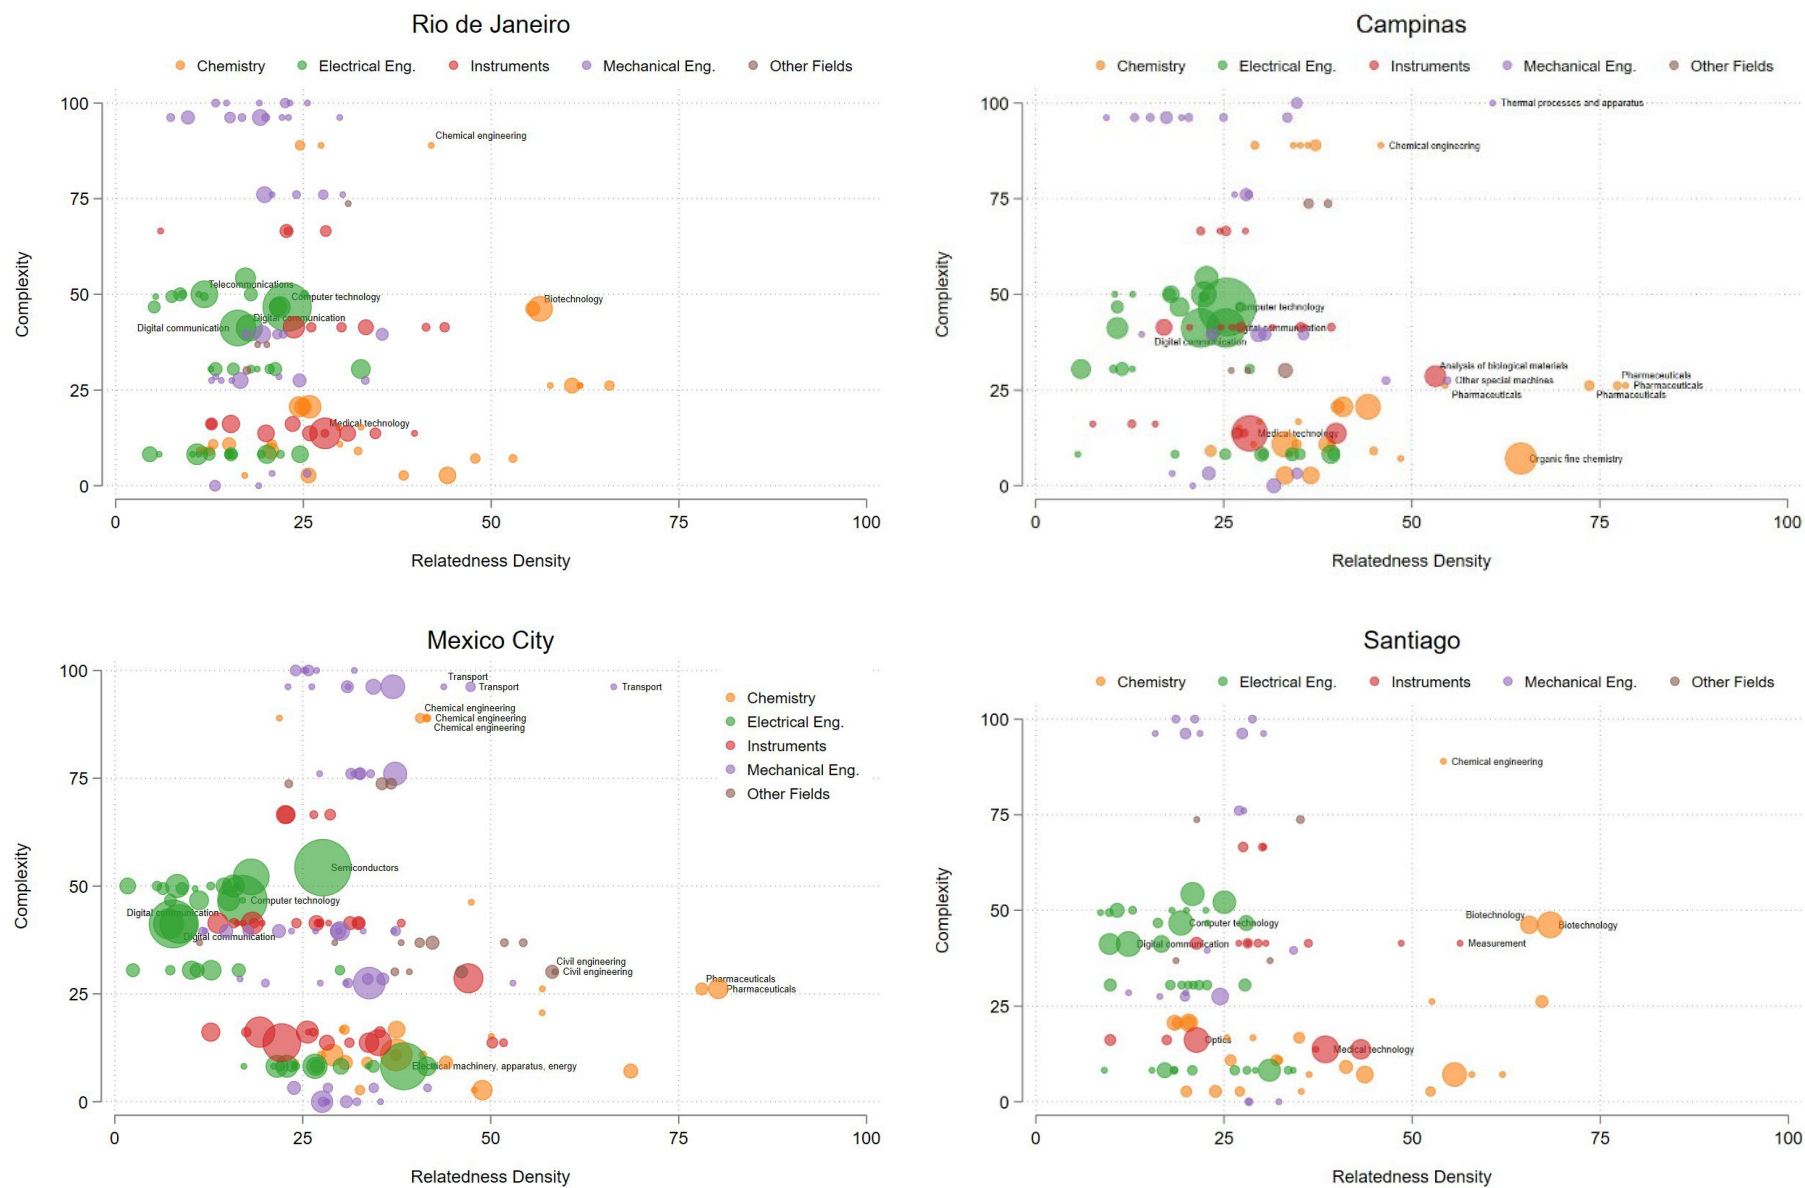 Rio de Janeiro
Chemistry Electrical Eng. Instruments Mechanical Eng. Other Fields
100
Chemical engineering
75
Complexity
Telecommunications
50
Computer technology
Biotechnology
Digital communication
Digital communication
25
Medical technology
0
0 25 50 75 100
Relatedness Density
Campinas
Chemistry Electrical Eng. Instruments Mechanical Eng. Other Fields
100
Thermal processes and apparatus
Chemical engineering
75
Complexity
50
Computer technology
Digital communication
Digital communication
Analysis of biological materials
Other special machines
Pharmaceuticals
Pharmaceuticals
25
Pharmaceuticals
Pharmaceuticals
Medical technology
Organic fine chemistry
0
0 25 50 75 100
Relatedness Density
Mexico City
100
Transport
Transport
Transport
Chemistry
Electrical Eng.
Instruments
Mechanical Eng.
Other Fields
Chemical engineering
Chemical engineering
Chemical engineering
75
Complexity
Semiconductors
50
Computer technology
Digital communication
Digital communication
Civil engineering
Civil engineering
Pharmaceuticals
Pharmaceuticals
25
Electrical machinery, apparatus, energy
0
0 25 50 75 100
Relatedness Density
Santiago
Chemistry Electrical Eng. Instruments Mechanical Eng. Other Fields
100
Chemical engineering
75
Complexity
50
Biotechnology
Biotechnology
Computer technology
Digital communication
Measurement
25
Optics
Medical technology
0
0 25 50 75 100
Relatedness Density